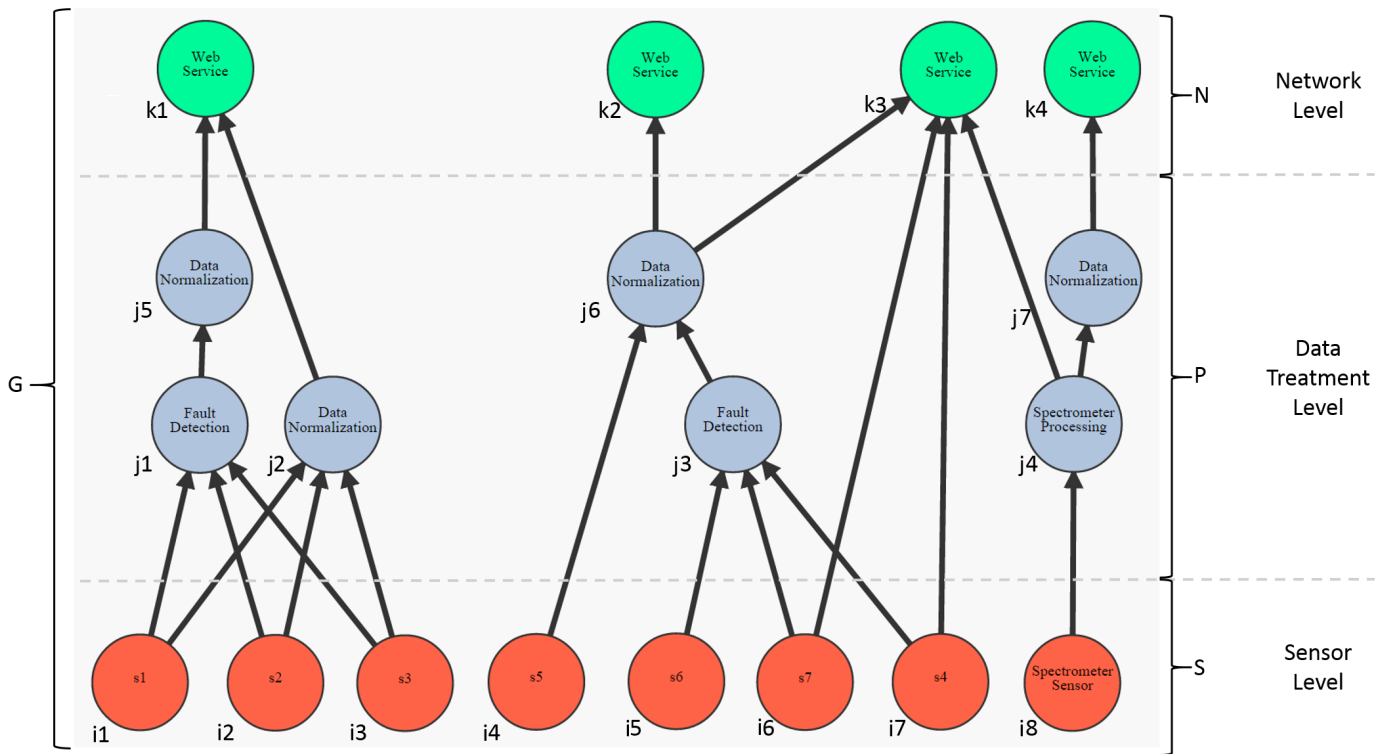 Web
Service
Web
Service
Web
Service
Web
Service
k1
k2
k3
k4
N
Network
Level
Data
Normalization
Data
Normalization
Data
Normalization
j5
j6
j7
G
P
Data
Treatment
Level
Fault
Detection
Data
Normalization
Fault
Detection
Spectrometer
Processing
j1
j2
j3
j4
s1
s2
s3
s5
s6
s7
s4
Spectrometer
Sensor
S
Sensor
Level
i1
i2
i3
i4
i5
i6
i7
i8